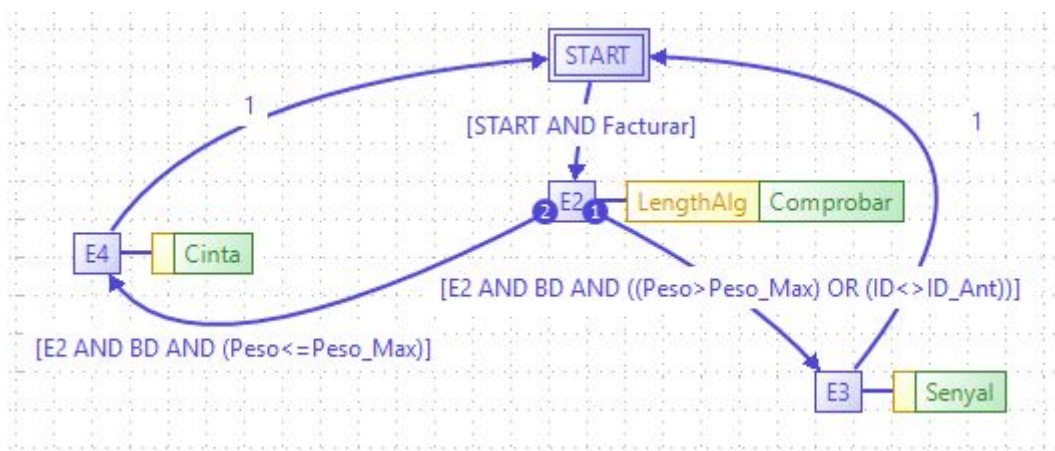 START
1
1
[START AND Facturar]
E2
LengthAlg
Comprobar
2
1
E4
Cinta
[E2 AND BD AND ((Peso>Peso_Max) OR (ID<>ID_Ant))]
[E2 AND BD AND (Peso<=Peso_Max)]
E3
Senyal